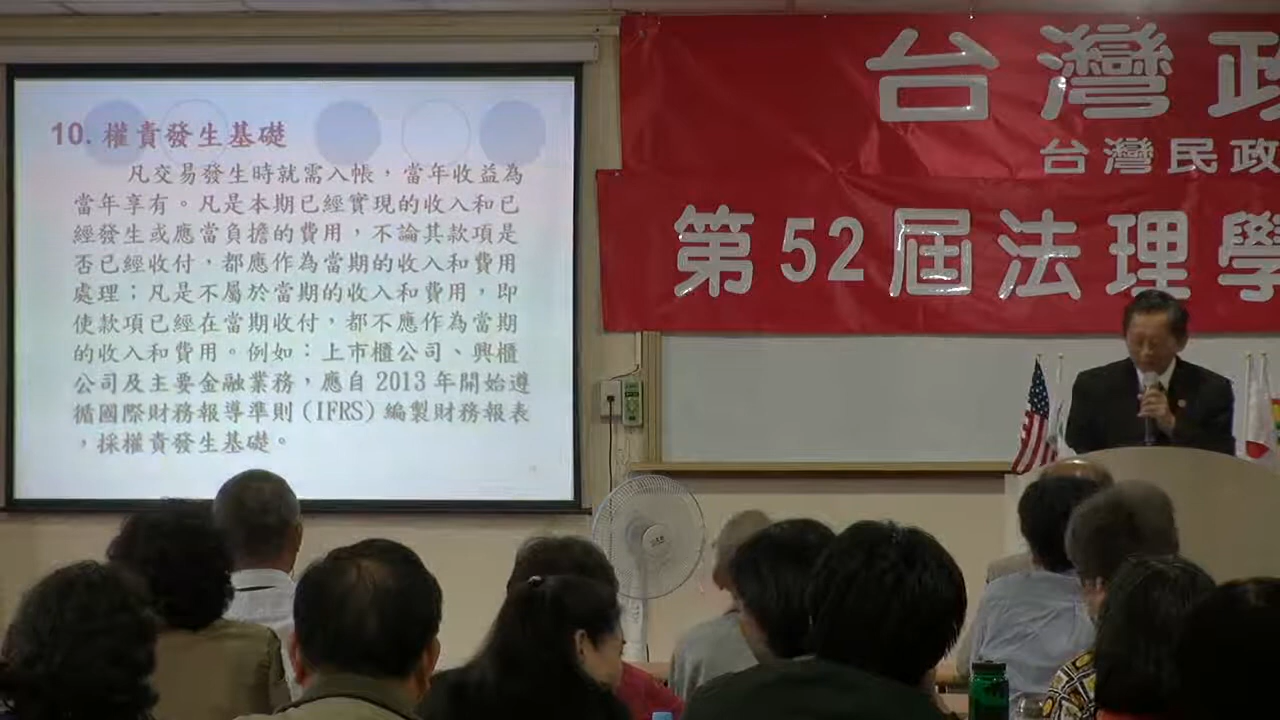 10. 權責發生基礎
凡交易發生時就需入帳，當年收益為
當年享有。凡是本期已經實現的收入和已
經發生或應當負擔的費用，不論其款項是
否已經收付，都應作為當期的收入和費用
處理；凡是不屬於當期的收入和費用，即
使款項已經在當期收付，都不應作為當期
的收入和費用。例如：上市櫃公司、興櫃
公司及主要金融業務，應自 2013 年開始遵
循國際財務報導準則(IFRS)編製財務報表
，採權責發生基礎。
台灣政
台灣民政
第52屆法理學